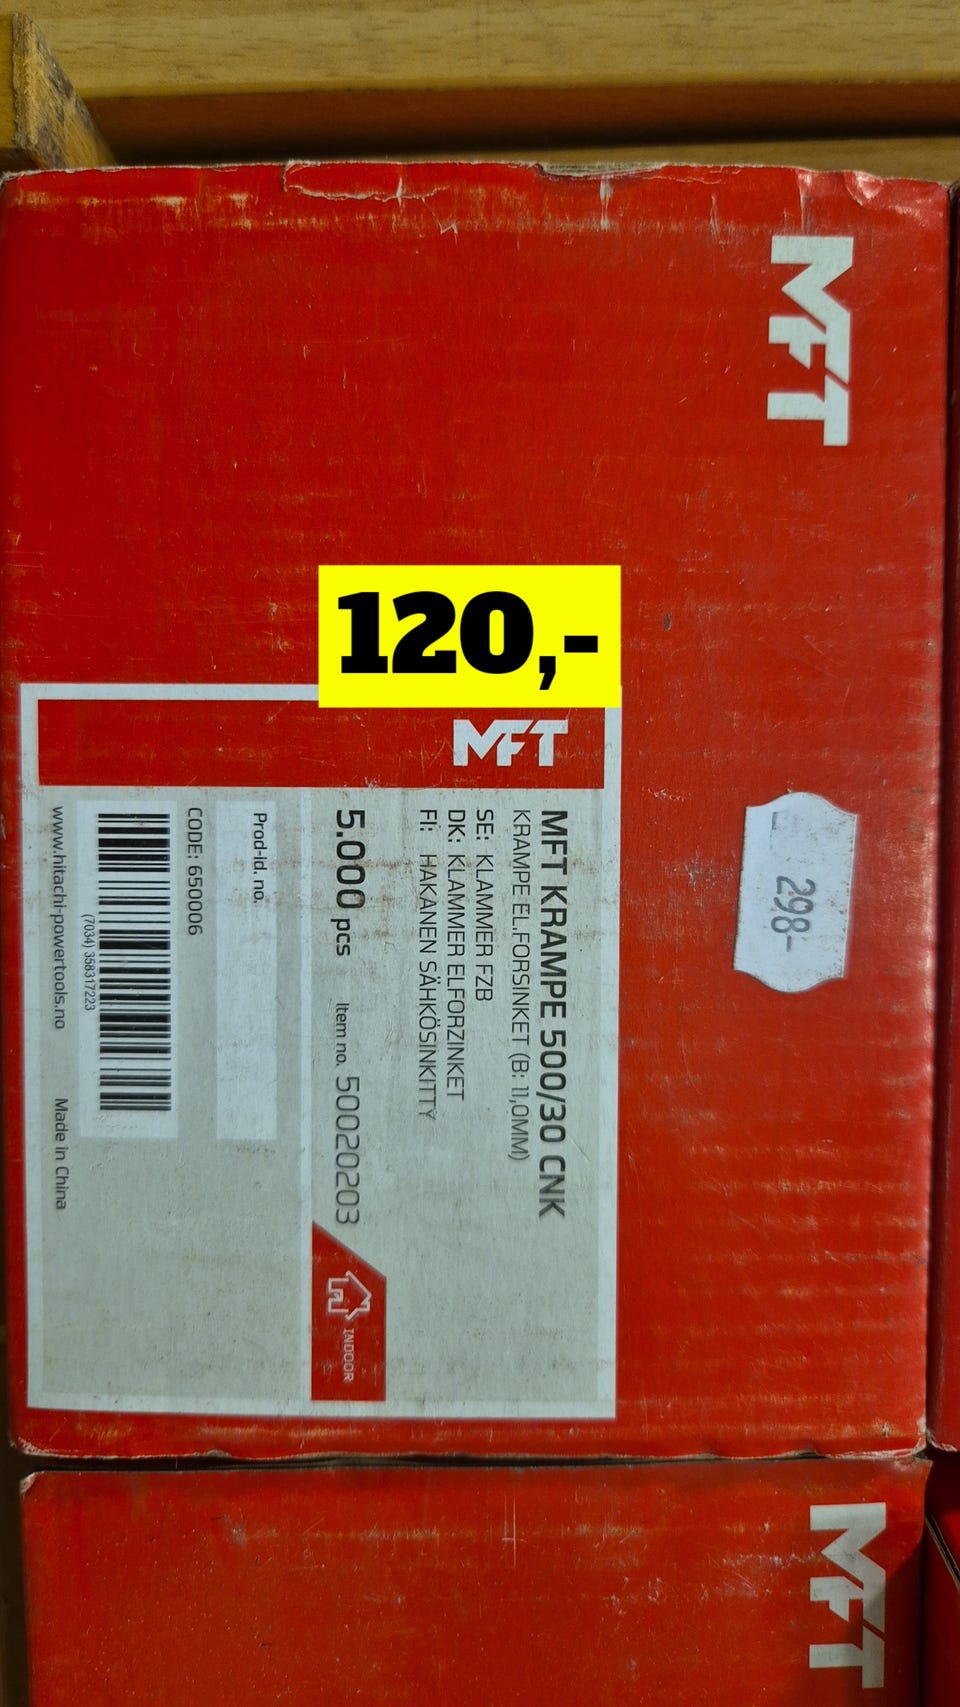 MFT
120,-
MFT
298-
MFT KRAMPE 500/30 CNK
KRAMPE EL.FORSINKET (B: 11,0MM)
SE: KLAMMER FZB
DK: KLAMMER ELFORZINKET
FI: HAKANEN SÄHKÖSINKITTY
5.000 pcs Item no. 50020203
INDOOR
Prod-id. no.
CODE: 650006
(7034) 358317223
www.hitachi-powertools.no Made in China
MFT